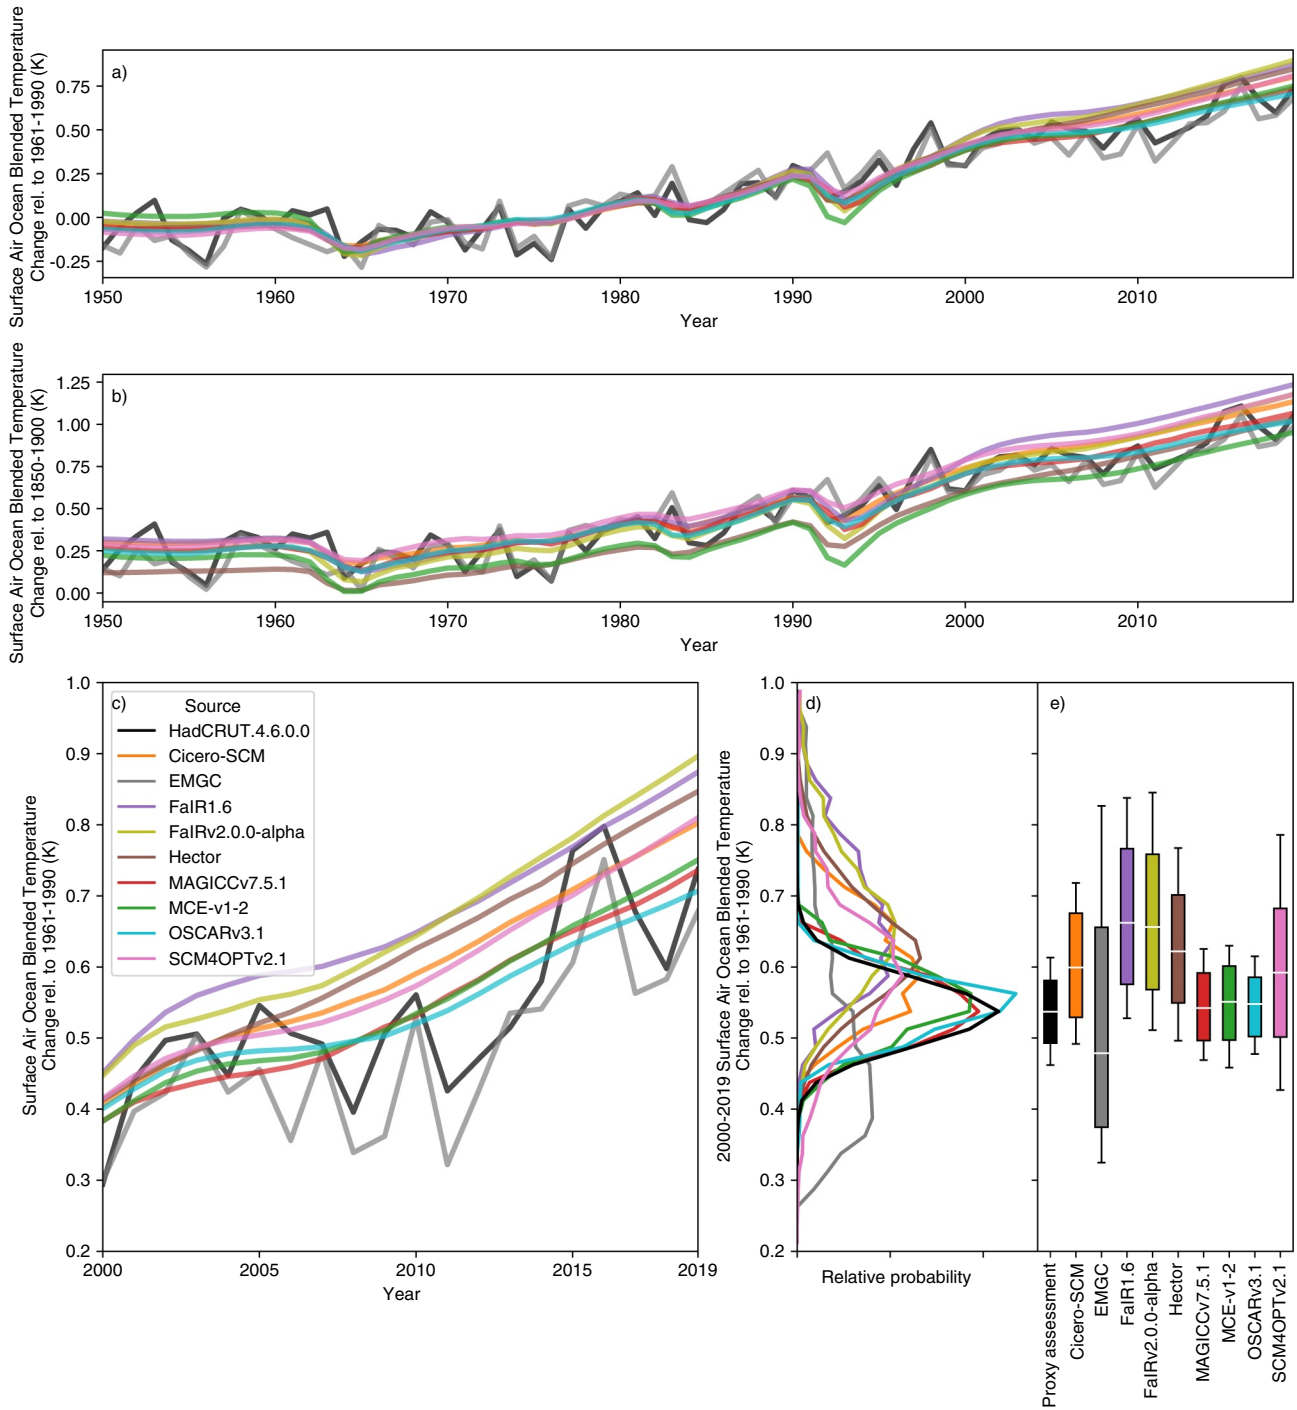 Surface Air Ocean Blended Temperature
Change rel. to 1961-1990 (K)
a)
0.75
0.50
0.25
0.00
-0.25
1950
1960
1970
1980
1990
2000
2010
Year
Surface Air Ocean Blended Temperature
Change rel. to 1850-1900 (K)
b)
1.25
1.00
0.75
0.50
0.25
0.00
1950
1960
1970
1980
1990
2000
2010
Year
Surface Air Ocean Blended Temperature
Change rel. to 1961-1990 (K)
c)
1.0
0.9
0.8
0.7
0.6
0.5
0.4
0.3
0.2
Source
HadCRUT.4.6.0.0
Cicero-SCM
EMGC
FaIR1.6
FaIRv2.0.0-alpha
Hector
MAGICCv7.5.1
MCE-v1-2
OSCARv3.1
SCM4OPTv2.1
2000
2005
2010
2015
2019
Year
2000-2019 Surface Air Ocean Blended Temperature
Change rel. to 1961-1990 (K)
d)
1.0
0.9
0.8
0.7
0.6
0.5
0.4
0.3
0.2
Relative probability
e)
Proxy assessment
Cicero-SCM
EMGC
FaIR1.6
FaIRv2.0.0-alpha
Hector
MAGICCv7.5.1
MCE-v1-2
OSCARv3.1
SCM4OPTv2.1